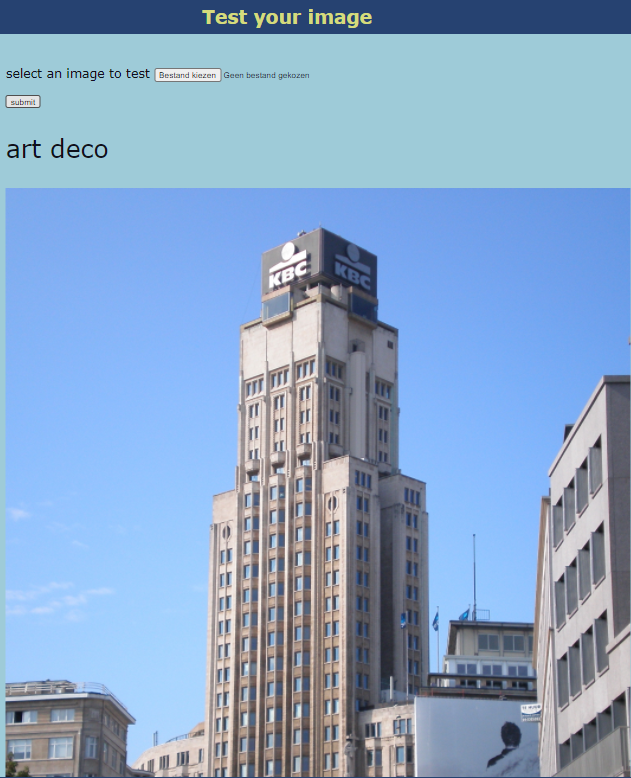 Test your image
select an image to test Bestand kiezen Geen bestand gekozen
submit
art deco
KBC KBC